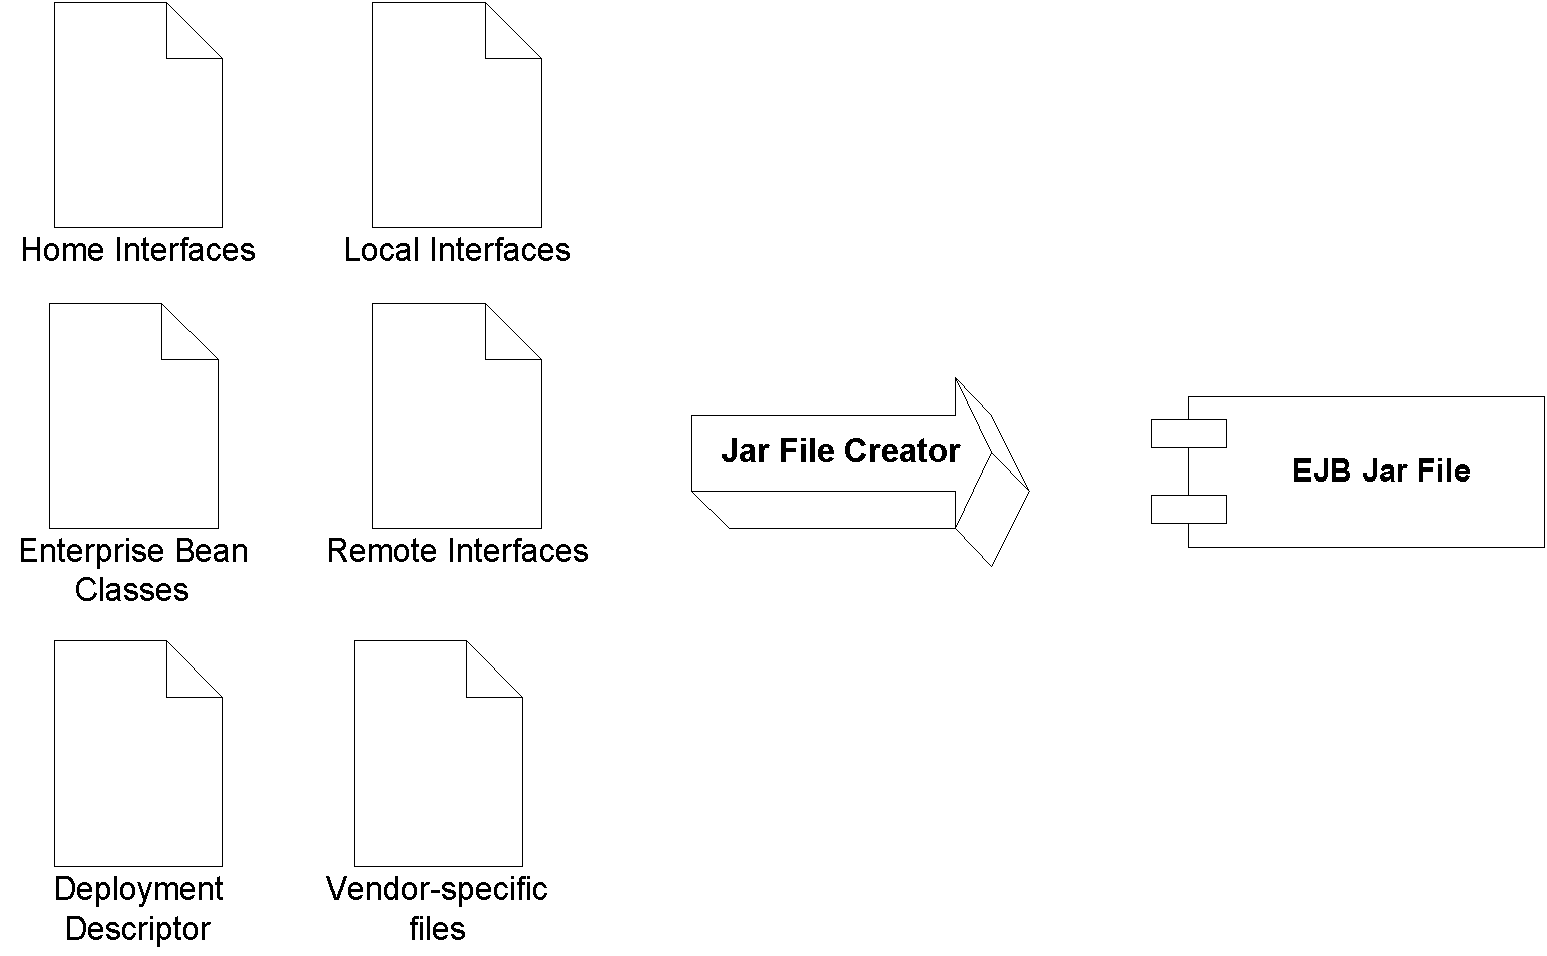 Home Interfaces
Local Interfaces
Enterprise Bean
Classes
Remote Interfaces
Jar File Creator
EJB Jar File
Deployment
Descriptor
Vendor-specific
files